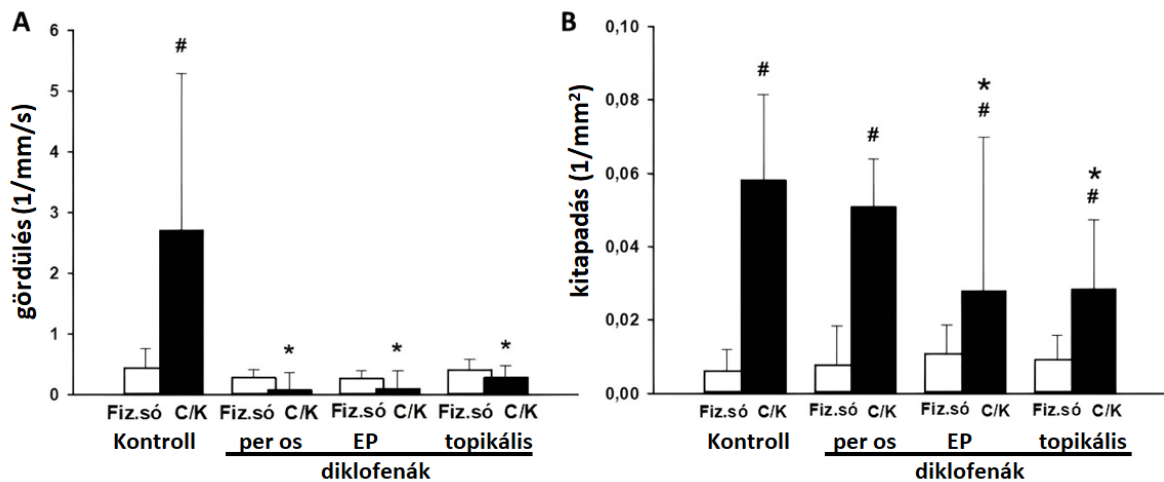 A
gördülés (1/mm/s)
6
5
4
3
2
1
0
#
*
*
*
Fiz.só C/K Fiz.só C/K Fiz.só C/K Fiz.só C/K
Kontroll per os EP topikális
diklofenák
B
kitapadás (1/mm²)
0,10
0,08
0,06
0,04
0,02
0,00
#
#
*
#
*
#
Fiz.só C/K Fiz.só C/K Fiz.só C/K Fiz.só C/K
Kontroll per os EP topikális
diklofenák